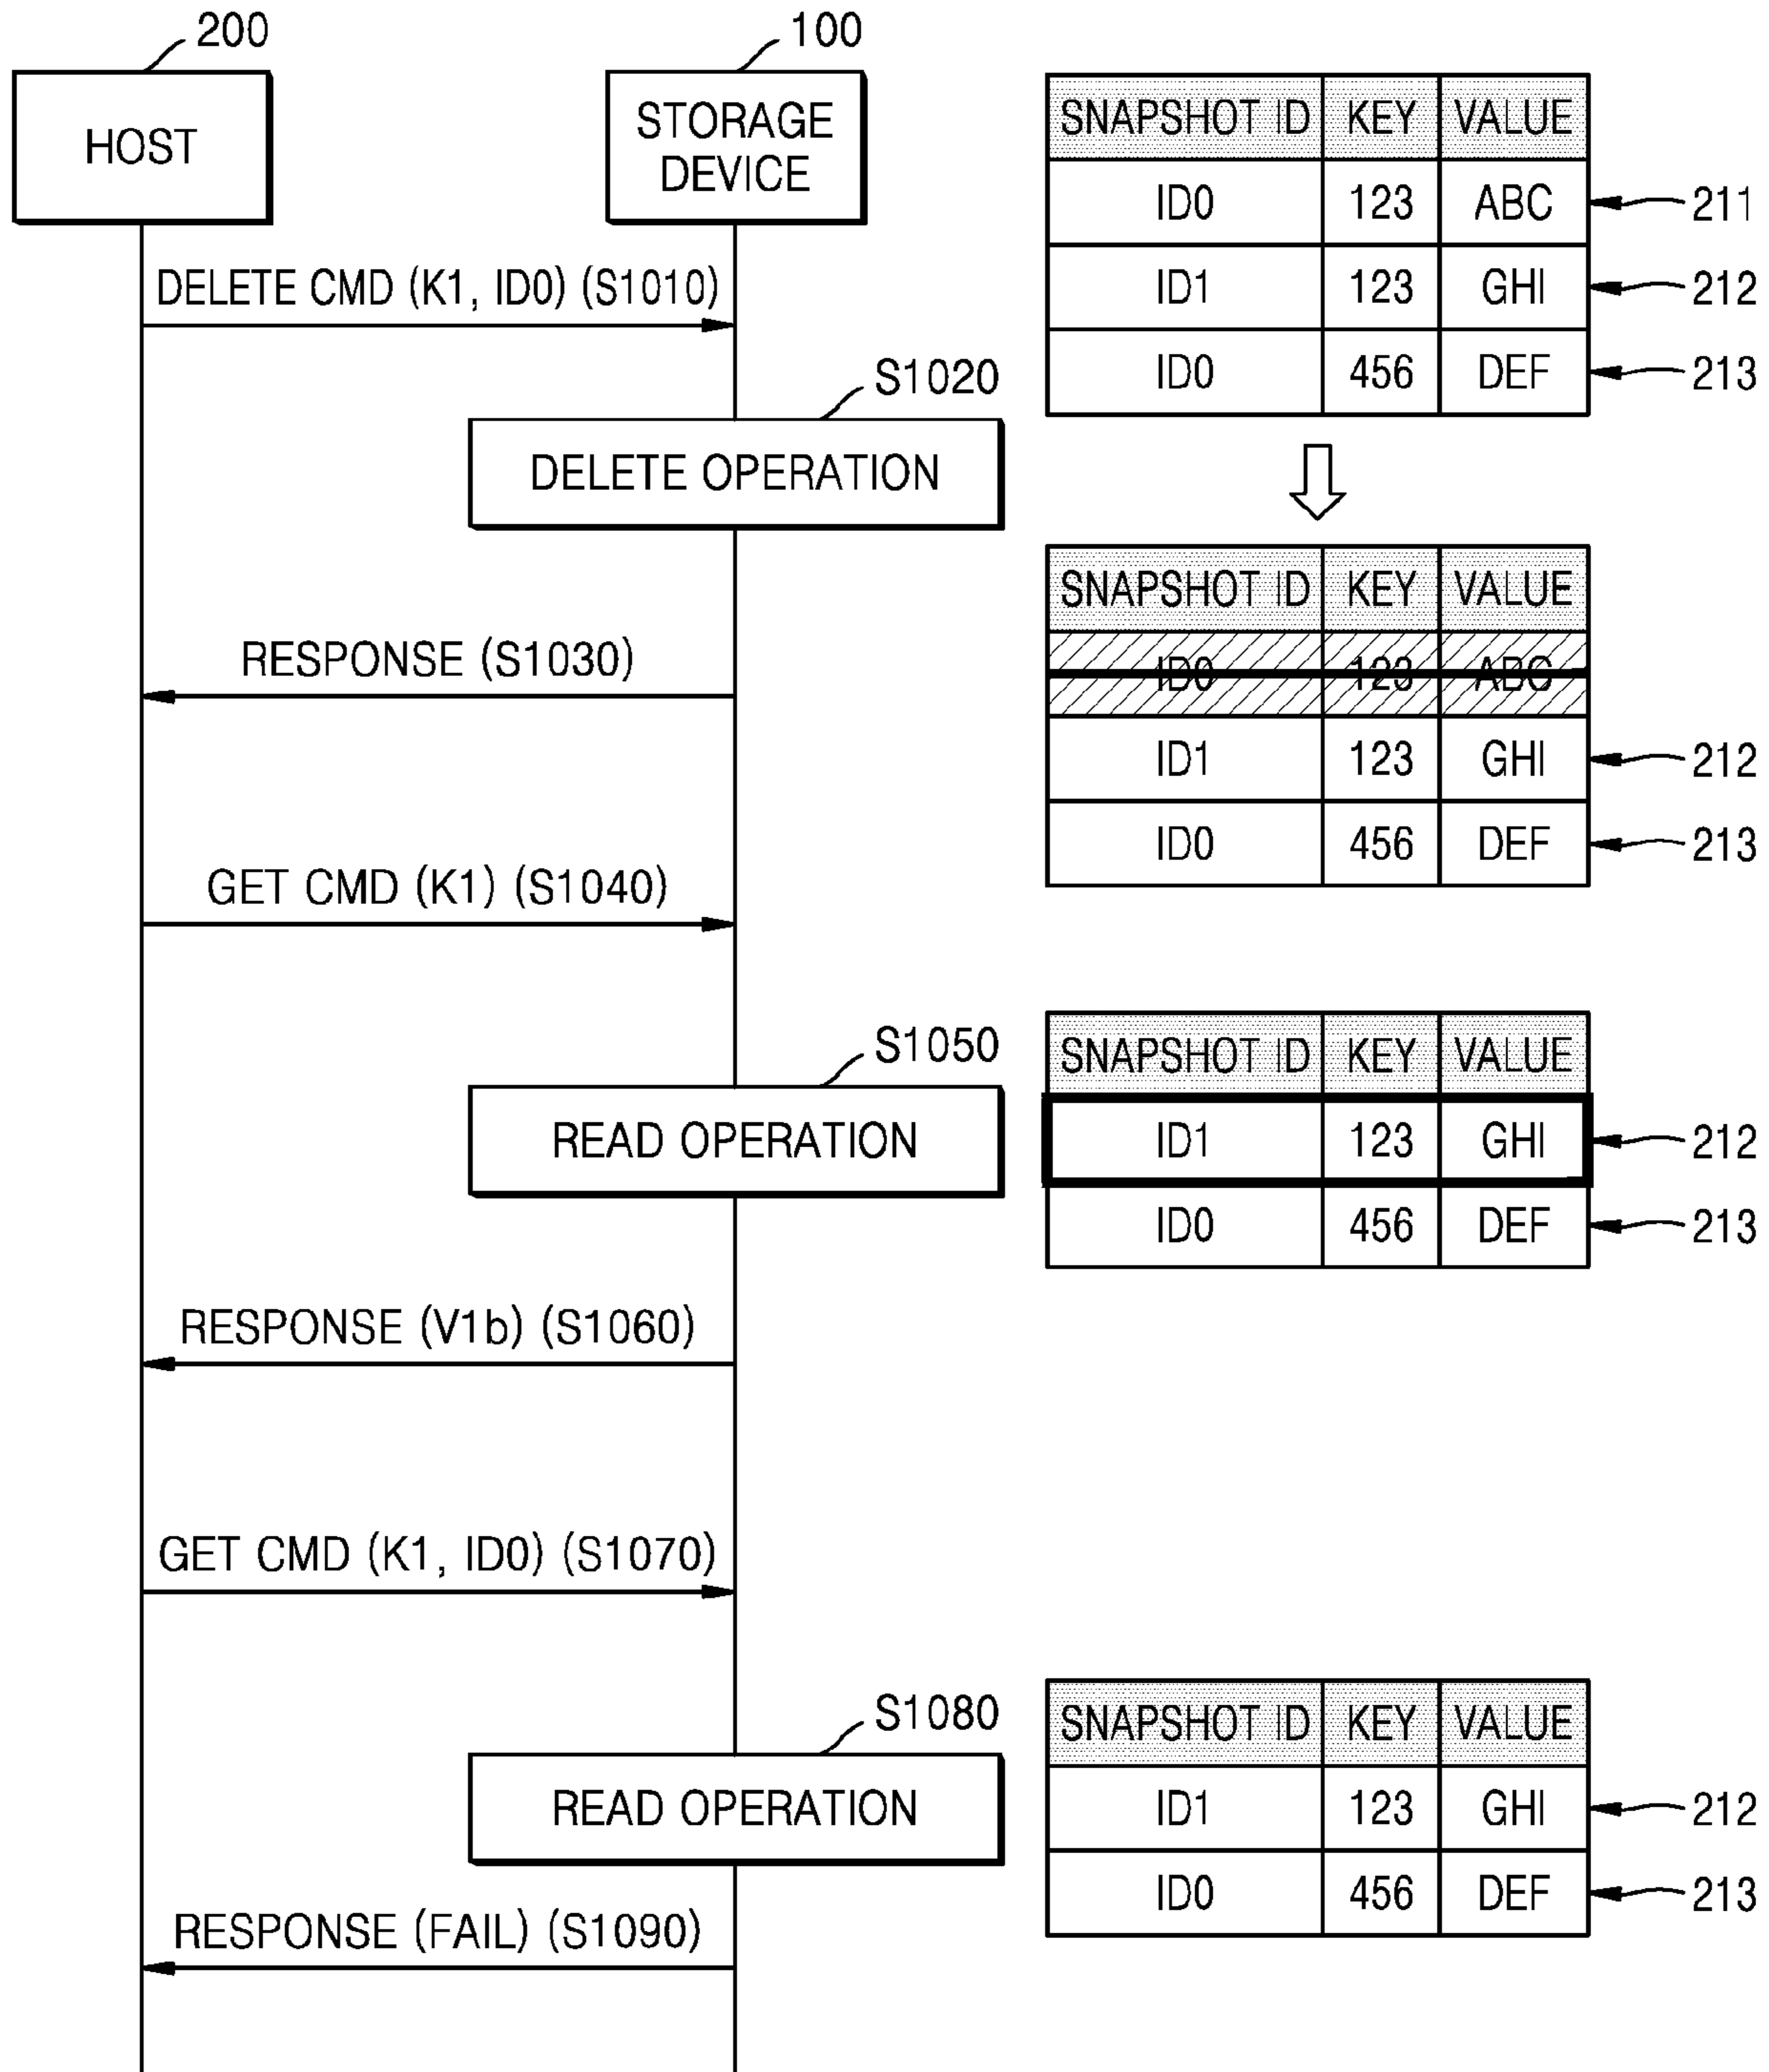 200
100
HOST
STORAGE
DEVICE
SNAPSHOT ID KEY VALUE
ID0 123 ABC 211
ID1 123 GHI 212
ID0 456 DEF 213
DELETE CMD (K1, ID0) (S1010)
S1020
DELETE OPERATION
SNAPSHOT ID KEY VALUE
ID0 123 ABC
ID1 123 GHI 212
ID0 456 DEF 213
RESPONSE (S1030)
GET CMD (K1) (S1040)
S1050
READ OPERATION
SNAPSHOT ID KEY VALUE
ID1 123 GHI 212
ID0 456 DEF 213
RESPONSE (V1b) (S1060)
GET CMD (K1, ID0) (S1070)
S1080
READ OPERATION
SNAPSHOT ID KEY VALUE
ID1 123 GHI 212
ID0 456 DEF 213
RESPONSE (FAIL) (S1090)